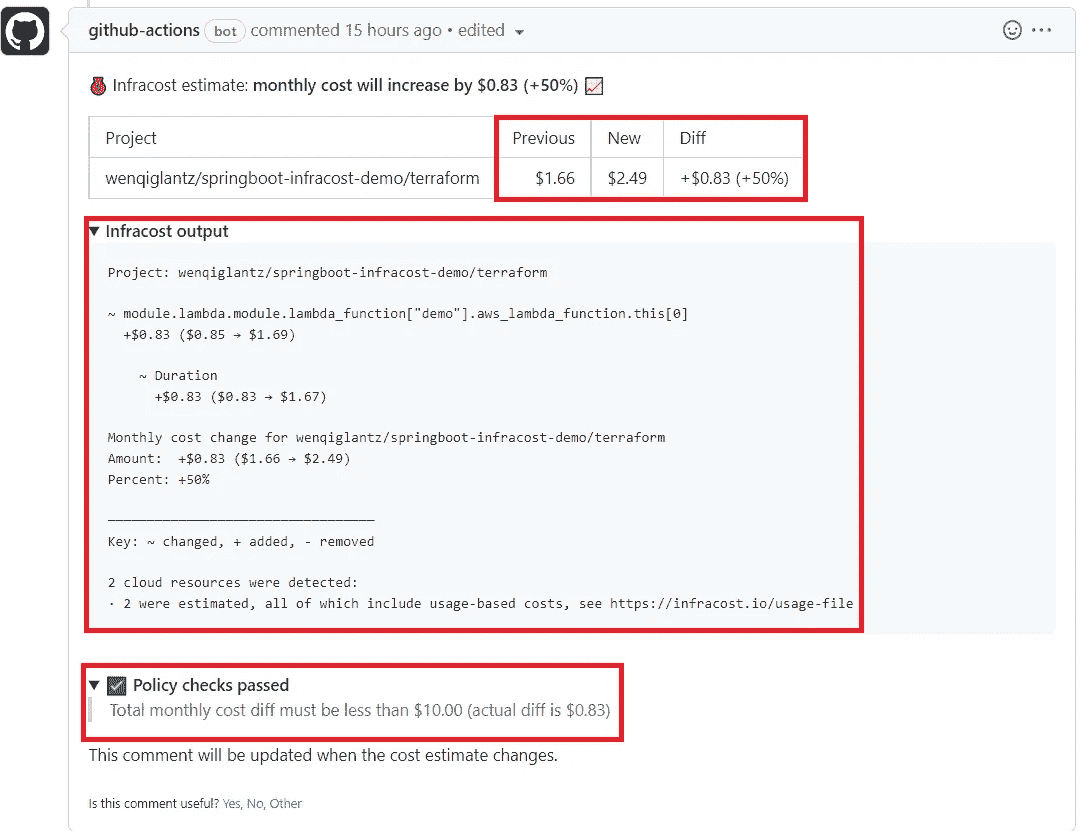 github-actions bot commented 15 hours ago • edited
Infracost estimate: monthly cost will increase by $0.83 (+50%)
Project Previous New Diff
wenqiglantz/springboot-infracost-demo/terraform $1.66 $2.49 +$0.83 (+50%)
▼ Infracost output
Project: wenqiglantz/springboot-infracost-demo/terraform
~ module.lambda.module.lambda_function["demo"].aws_lambda_function.this[0]
+$0.83 ($0.85 → $1.69)
~ Duration
+$0.83 ($0.83 → $1.67)
Monthly cost change for wenqiglantz/springboot-infracost-demo/terraform
Amount:  +$0.83 ($1.66 → $2.49)
Percent: +50%
──────────────────────────────────
Key: ~ changed, + added, - removed
2 cloud resources were detected:
∙ 2 were estimated, all of which include usage-based costs, see https://infracost.io/usage-file
▼ Policy checks passed
Total monthly cost diff must be less than $10.00 (actual diff is $0.83)
This comment will be updated when the cost estimate changes.
Is this comment useful? Yes, No, Other